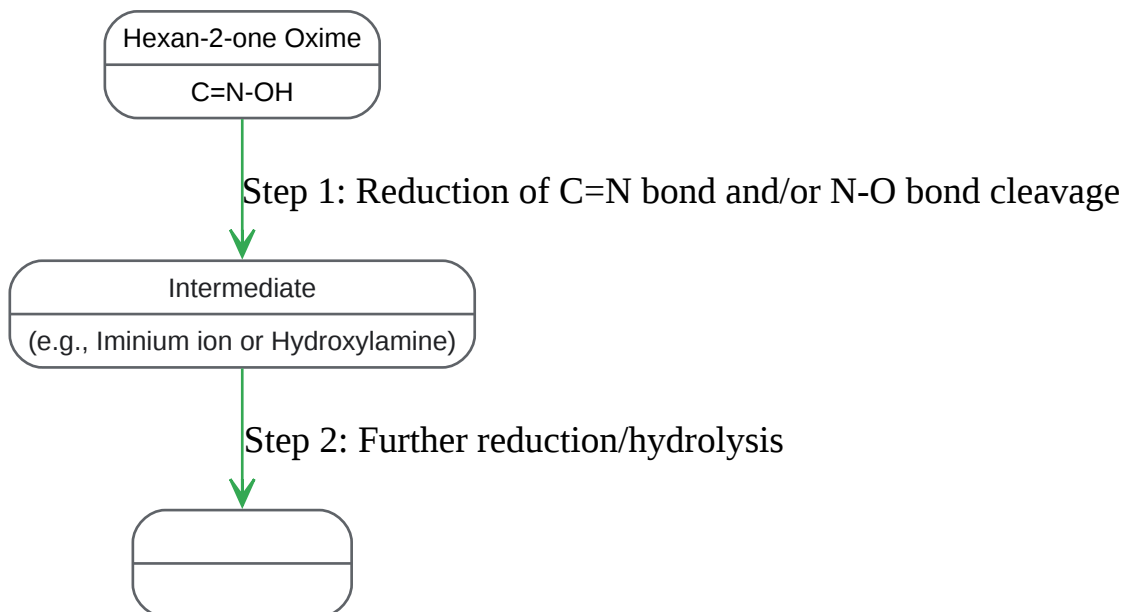 Hexan-2-one Oxime
C=N-OH
Step 1: Reduction of C=N bond and/or N-O bond cleavage
Intermediate
(e.g., Iminium ion or Hydroxylamine)
Step 2: Further reduction/hydrolysis